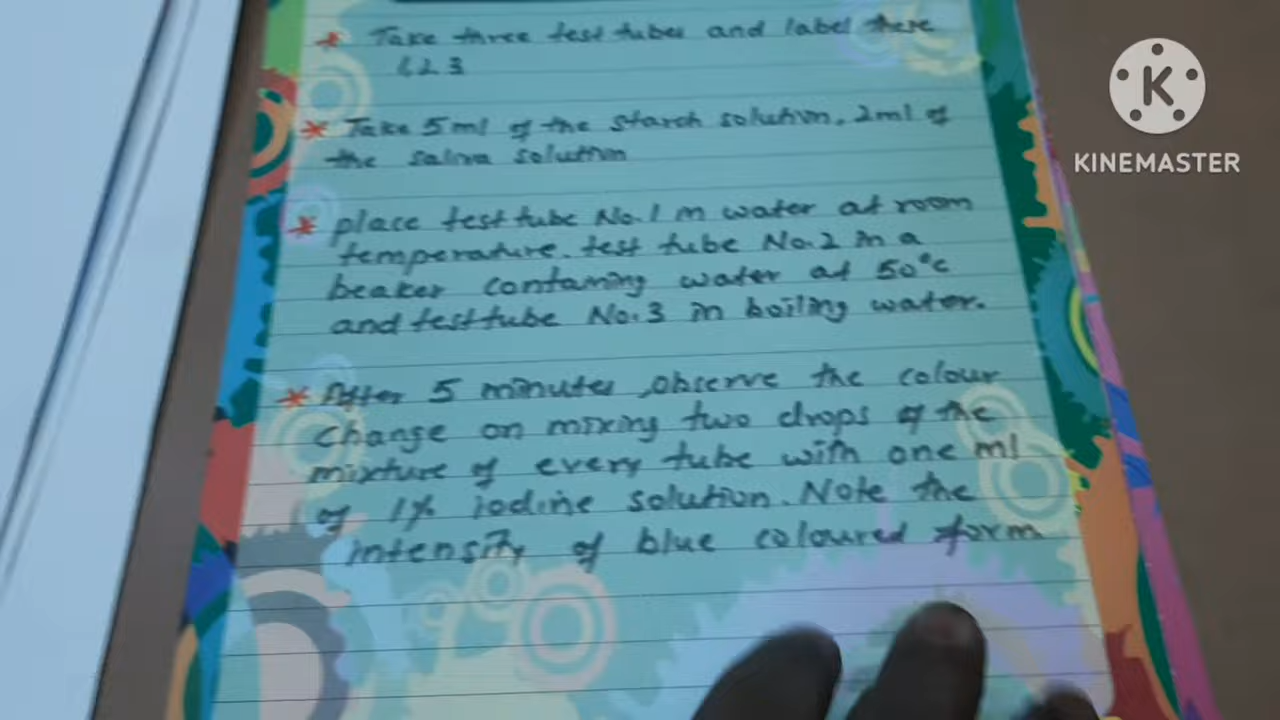 * Take three test tubes and label these
1,2,3
* Take 5ml of the starch solution, 2ml of
the saliva solution
* place test tube No.1 in water at room
temperature. test tube No.2 in a
beaker containing water at 50°c
and test tube No.3 in boiling water.
* After 5 minutes, observe the colour
change on mixing two drops of the
mixture of every tube with one ml
of 1% iodine solution. Note the
intensity of blue coloured form
K
KINEMASTER